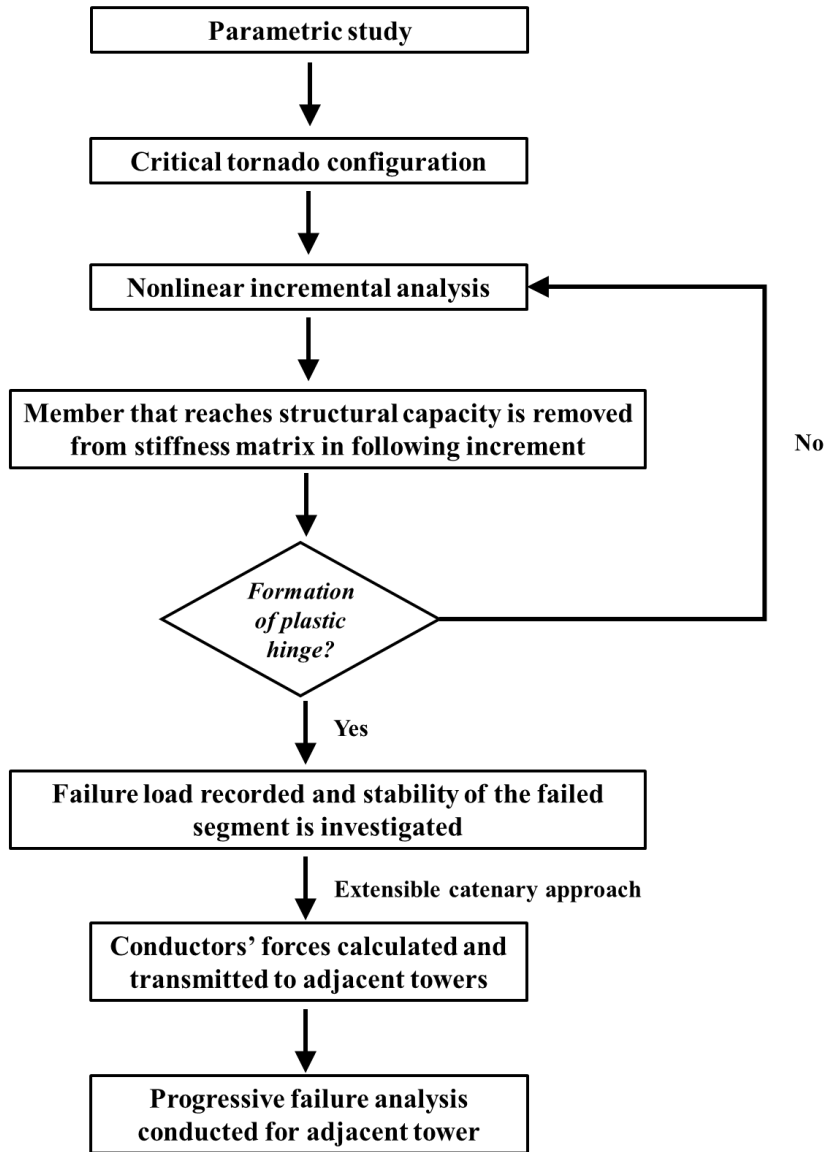 Parametric study
Critical tornado configuration
Nonlinear incremental analysis
Member that reaches structural capacity is removed
from stiffness matrix in following increment
No
Formation
of plastic
hinge?
Yes
Failure load recorded and stability of the failed
segment is investigated
Extensible catenary approach
Conductors’ forces calculated and
transmitted to adjacent towers
Progressive failure analysis
conducted for adjacent tower